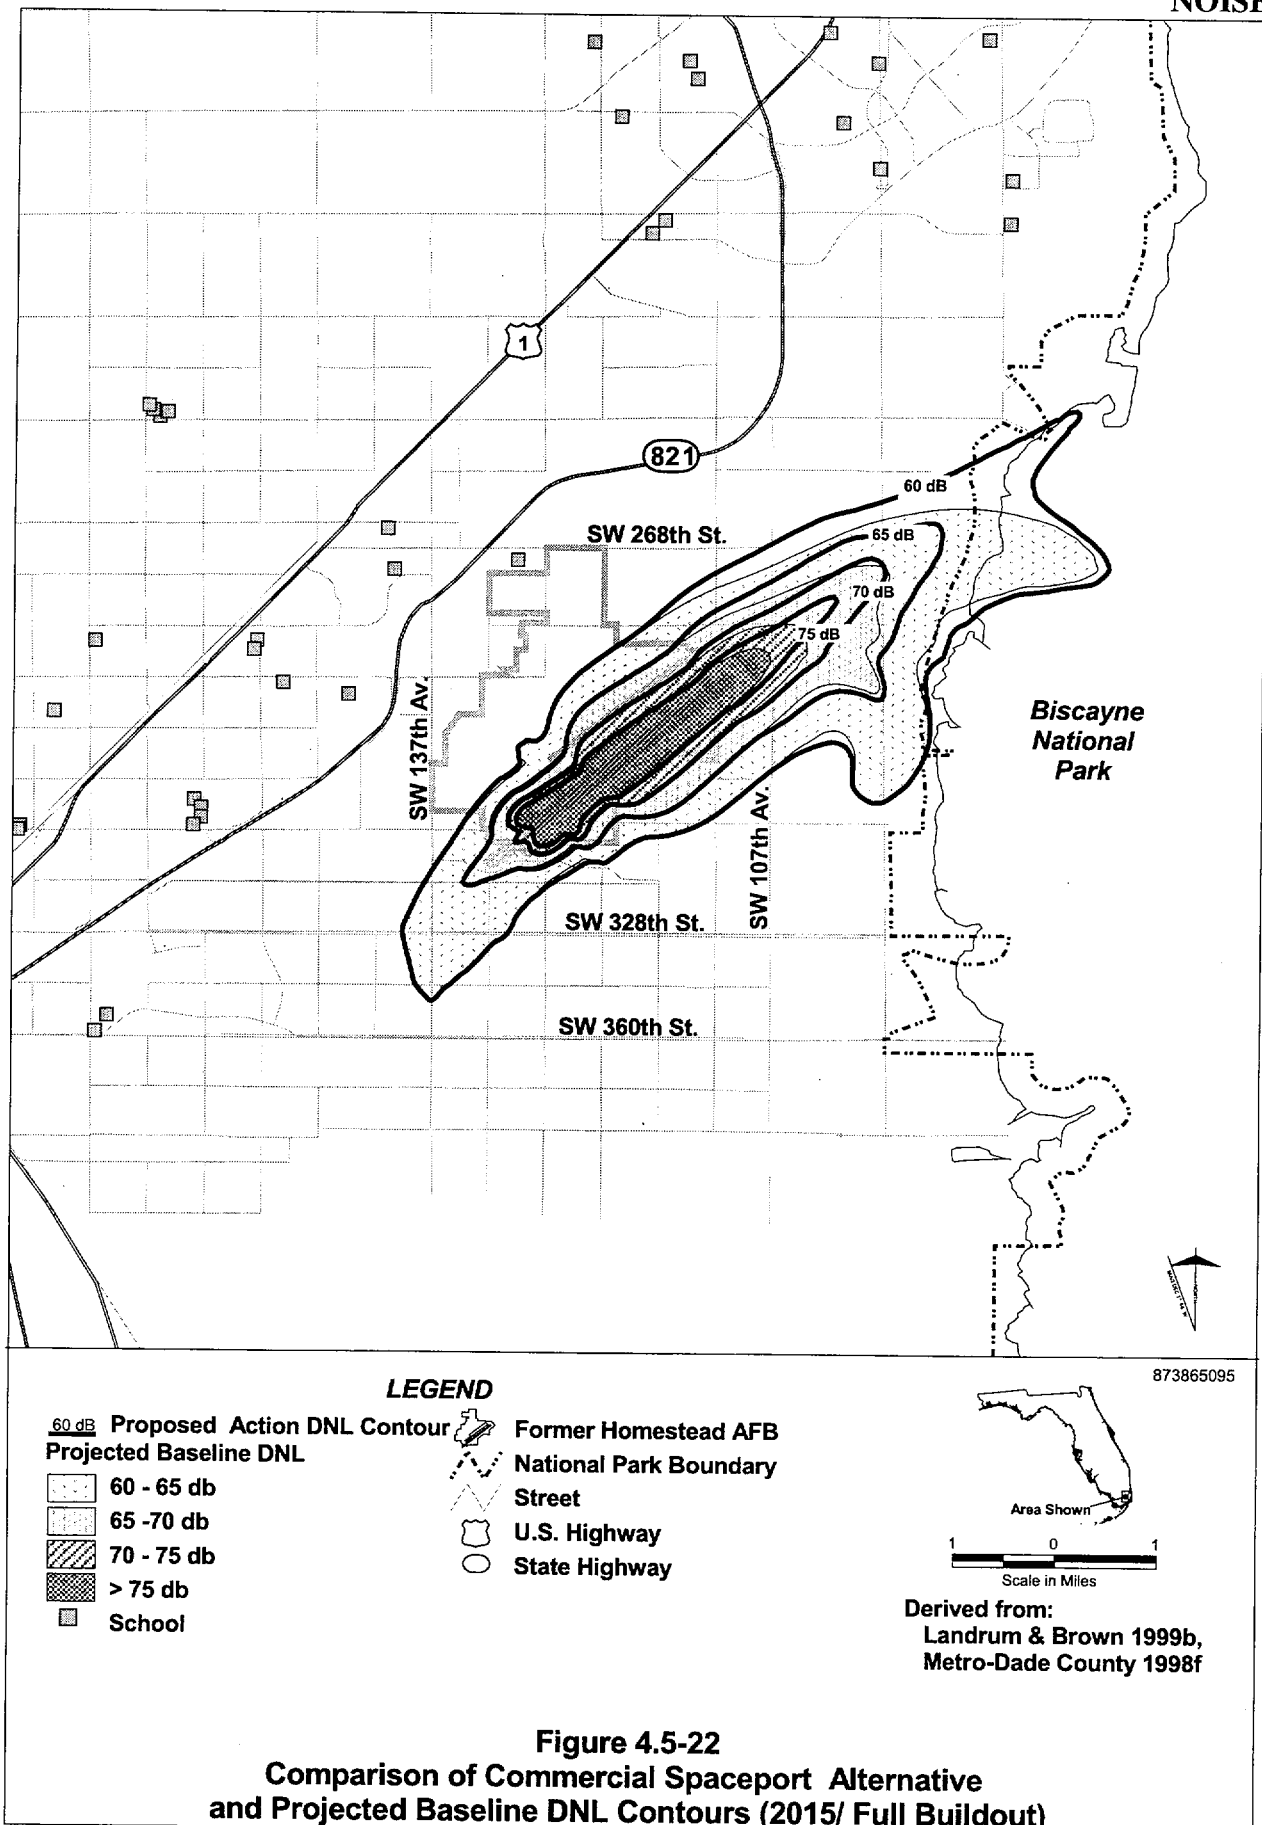 NOISE
1
821
60 dB
SW 268th St.
65 dB
70 dB
75 dB
SW 137th Av.
Biscayne
National
Park
SW 107th Av.
SW 328th St.
SW 360th St.
873865095
LEGEND
60 dB Proposed Action DNL Contour
Projected Baseline DNL
60 - 65 db
65 -70 db
70 - 75 db
> 75 db
School
Former Homestead AFB
National Park Boundary
Street
U.S. Highway
State Highway
Area Shown
1 0 1
Scale in Miles
Derived from:
Landrum & Brown 1999b,
Metro-Dade County 1998f
Figure 4.5-22
Comparison of Commercial Spaceport Alternative
and Projected Baseline DNL Contours (2015/ Full Buildout)